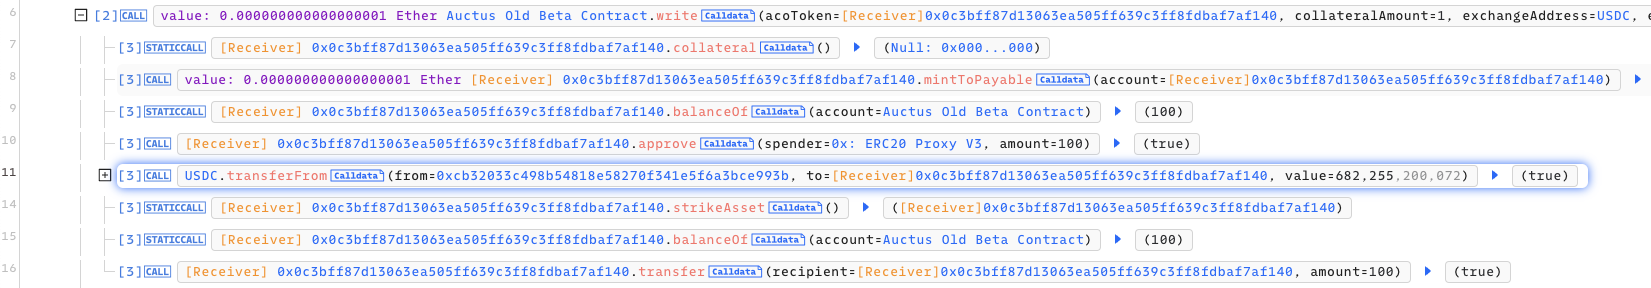 6 [2]CALL value: 0.000000000000000001 Ether Auctus Old Beta Contract.write Calldata (acoToken=[Receiver]0x0c3bff87d13063ea505ff639c3ff8fdbaf7af140, collateralAmount=1, exchangeAddress=USDC,
7 [3]STATICCALL [Receiver] 0x0c3bff87d13063ea505ff639c3ff8fdbaf7af140.collateral Calldata () (Null: 0x000...000)
8 [3]CALL value: 0.000000000000000001 Ether [Receiver] 0x0c3bff87d13063ea505ff639c3ff8fdbaf7af140.mintToPayable Calldata (account=[Receiver]0x0c3bff87d13063ea505ff639c3ff8fdbaf7af140)
9 [3]CALL [Receiver] 0x0c3bff87d13063ea505ff639c3ff8fdbaf7af140.balanceOf Calldata (account=Auctus Old Beta Contract) (100)
10 [3]CALL [Receiver] 0x0c3bff87d13063ea505ff639c3ff8fdbaf7af140.approve Calldata (spender=0x: ERC20 Proxy V3, amount=100) (true)
11 [3]CALL USDC.transferFrom Calldata (from=0xcb32033c498b54818e58270f341e5f6a3bce993b, to=[Receiver]0x0c3bff87d13063ea505ff639c3ff8fdbaf7af140, value=682,255,200,072) (true)
14 [3]STATICCALL [Receiver] 0x0c3bff87d13063ea505ff639c3ff8fdbaf7af140.strikeAsset Calldata () ([Receiver]0x0c3bff87d13063ea505ff639c3ff8fdbaf7af140)
15 [3]STATICCALL [Receiver] 0x0c3bff87d13063ea505ff639c3ff8fdbaf7af140.balanceOf Calldata (account=Auctus Old Beta Contract) (100)
16 [3]CALL [Receiver] 0x0c3bff87d13063ea505ff639c3ff8fdbaf7af140.transfer Calldata (recipient=[Receiver]0x0c3bff87d13063ea505ff639c3ff8fdbaf7af140, amount=100) (true)